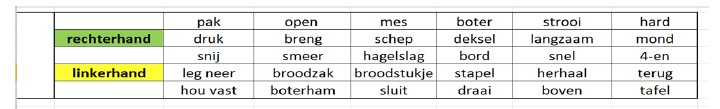 pak open mes boter strooi hard
rechterhand druk breng schep deksel langzaam mond
snij smeer hagelslag bord snel 4-en
linkerhand leg neer broodzak broodstukje stapel herhaal terug
hou vast boterham sluit draai boven tafel